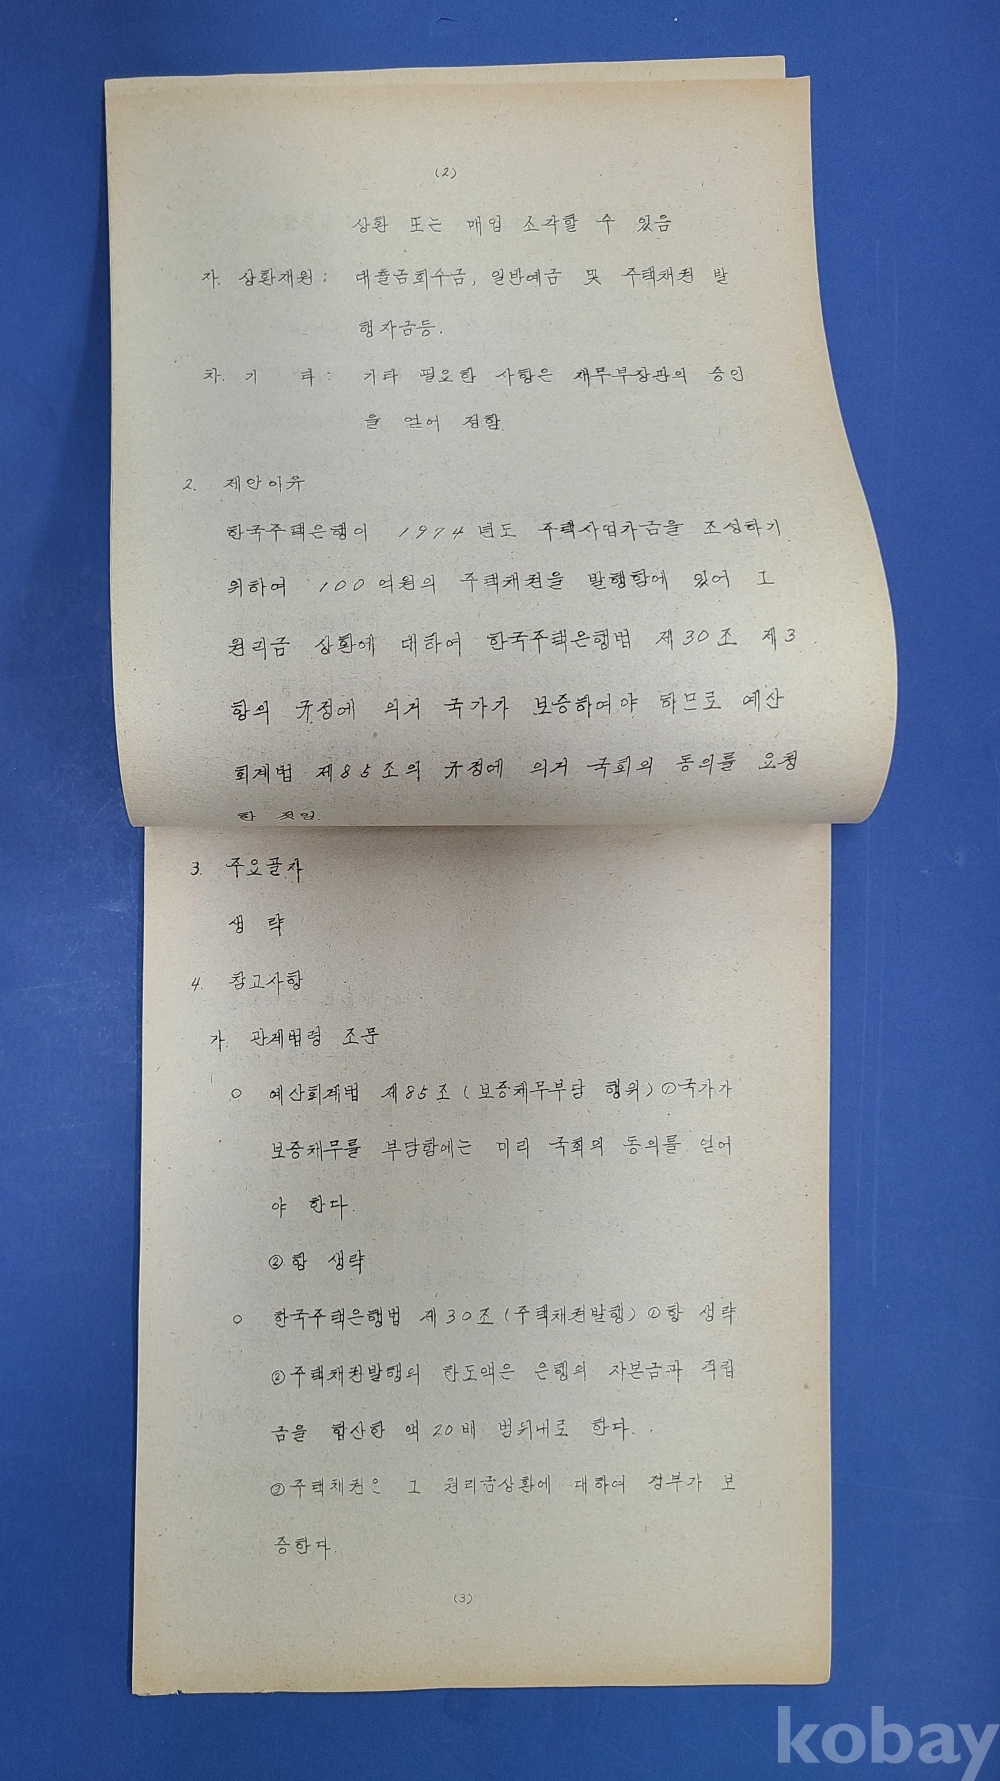 (2)
상환 또는 매입 소각할 수 있음
자. 상환재원: 대출금회수금, 일반예금 및 주택채권 발
행자금등.
차. 기 타: 기타 필요한 사항은 재무부장관의 승인
을 얻어 정함
2. 제안이유
한국주택은행이 1974년도 주택사업자금을 조성하기
위하여 100억원의 주택채권을 발행함에 있어 그
원리금 상환에 대하여 한국주택은행법 제30조 제3
항의 규정에 의거 국가가 보증하여야 하므로 예산
회계법 제85조의 규정에 의거 국회의 동의를 요청
한 것임.
3. 주요골자
생 략
4. 참고사항
가. 관계법령 조문
○ 예산회계법 제85조(보증채무부담 행위)①국가가
보증채무를 부담함에는 미리 국회의 동의를 얻어
야 한다.
②항 생략
○ 한국주택은행법 제30조(주택채권발행)①항 생략
②주택채권발행의 한도액은 은행의 자본금과 적립
금을 합산한 액 20배 범위내로 한다.
③주택채권은 그 원리금상환에 대하여 정부가 보
증한다.
(3)
kobay